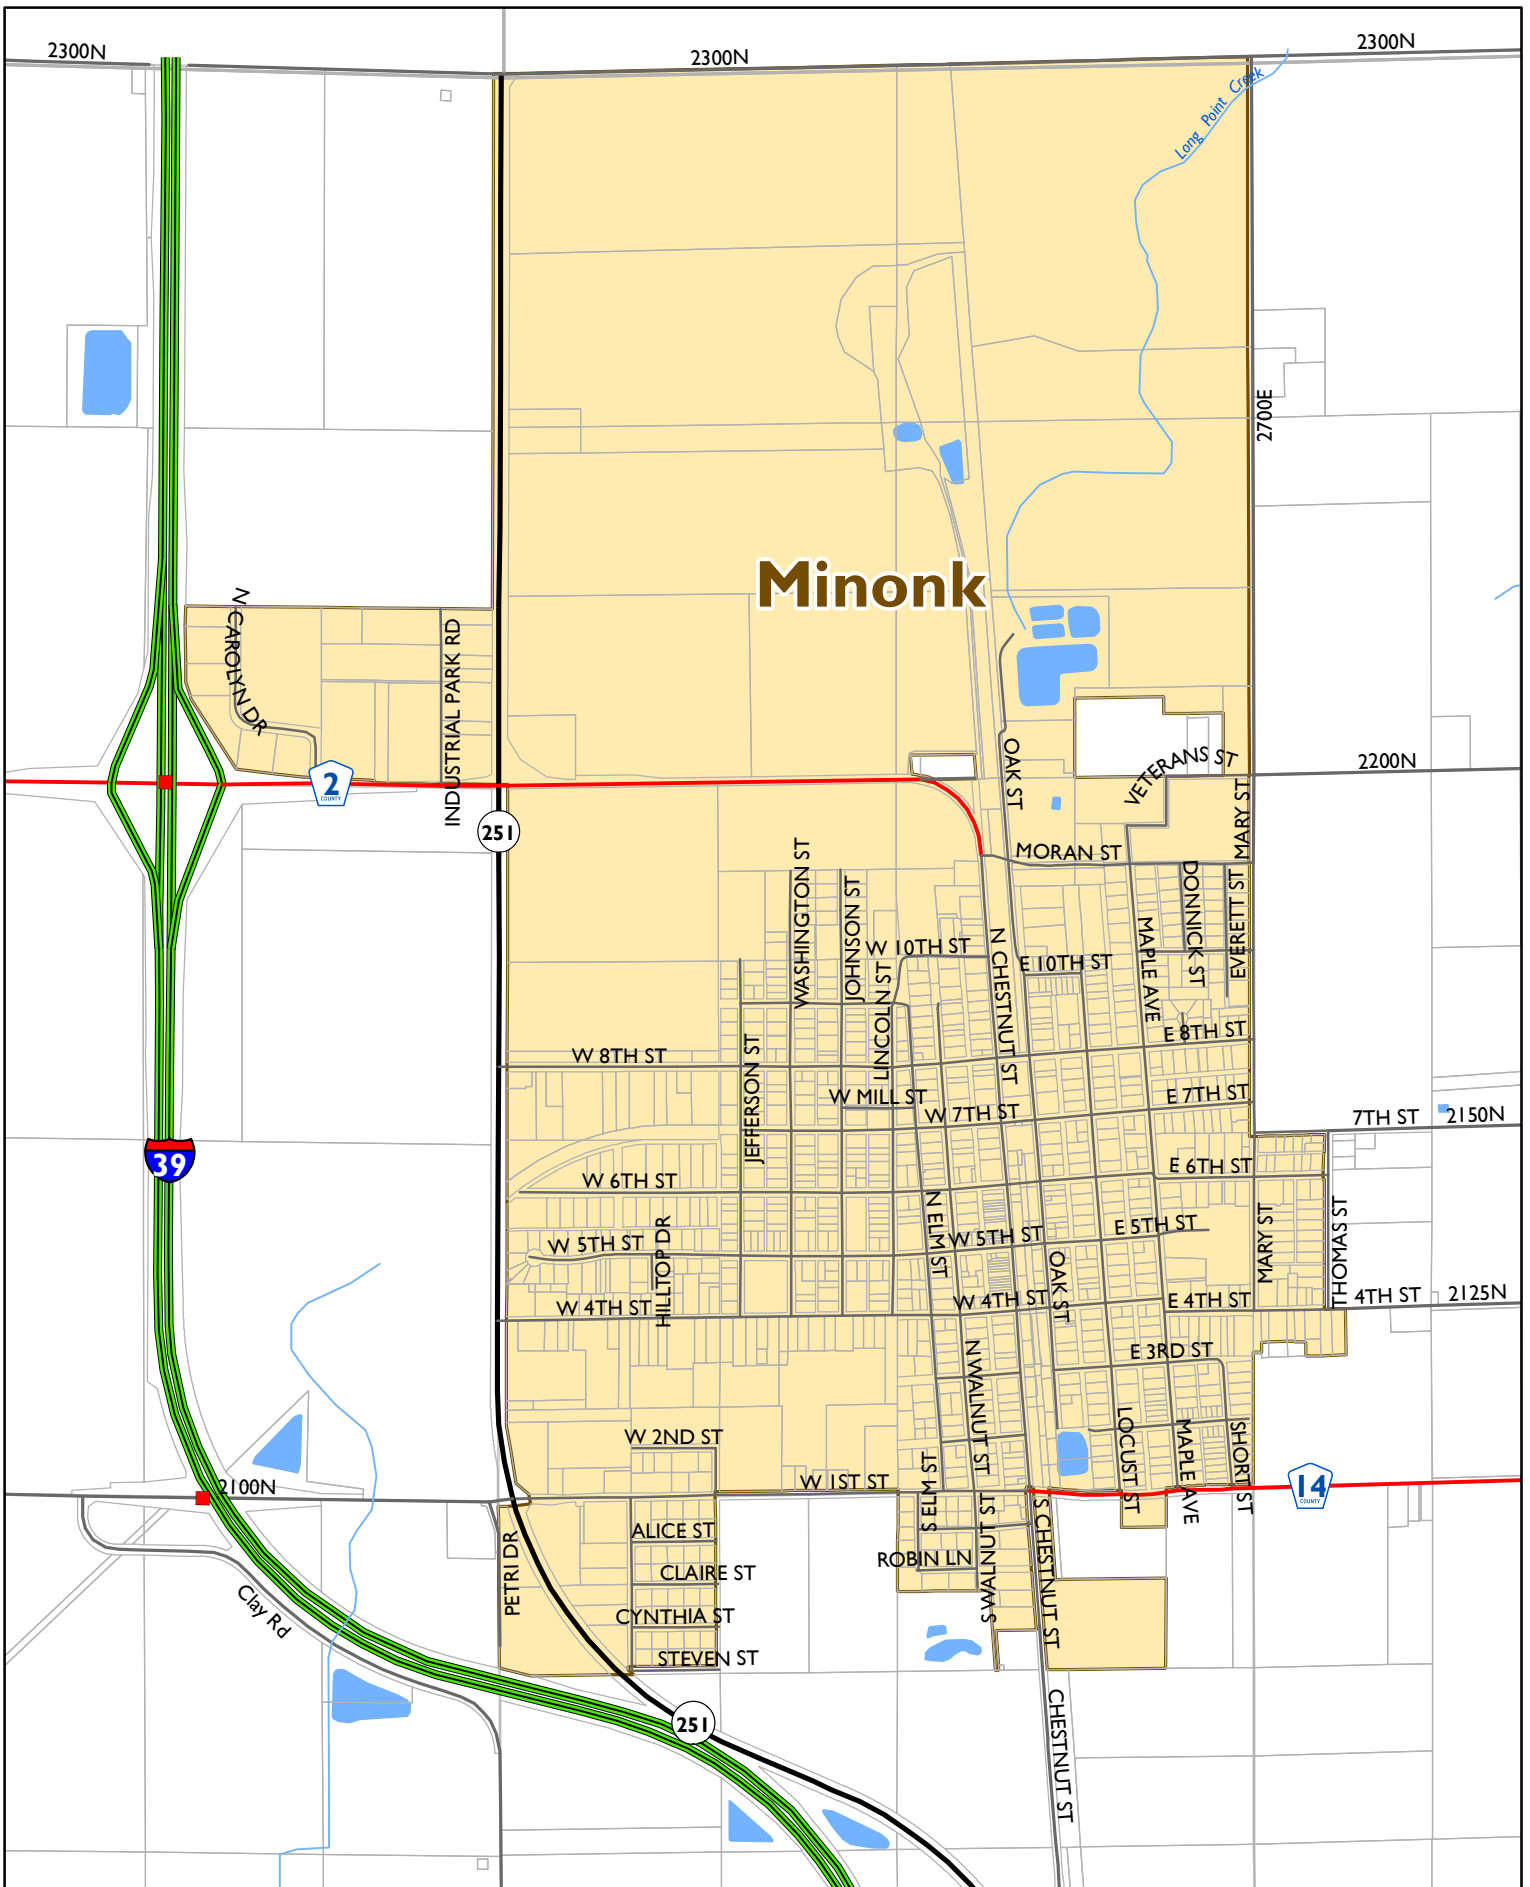 2300N
2300N
2300N
Long Point Creek
2700E
Minonk
N CAROLYN DR
INDUSTRIAL PARK RD
OAK ST
VETERANS ST
2200N
2
COUNTY
MARY ST
251
MORAN ST
WASHINGTON ST
JOHNSON ST
DONNICK ST
EVERETT ST
MAPLE AVE
W 10TH ST
N CHESTNUT ST
E 10TH ST
LINCOLN ST
E 8TH ST
W 8TH ST
JEFFERSON ST
W MILL ST
W 7TH ST
E 7TH ST
7TH ST
2150N
39
E 6TH ST
W 6TH ST
N ELM ST
MARY ST
THOMAS ST
HILLTOP DR
W 5TH ST
W 5TH ST
E 5TH ST
OAK ST
W 4TH ST
W 4TH ST
E 4TH ST
4TH ST
2125N
N WALNUT ST
E 3RD ST
LOCUST ST
MAPLE AVE
SHORT ST
W 2ND ST
S ELM ST
W 1ST ST
2100N
14
COUNTY
S WALNUT ST
S CHESTNUT ST
PETRI DR
ALICE ST
ROBIN LN
CLAIRE ST
Clay Rd
CYNTHIA ST
STEVEN ST
CHESTNUT ST
251